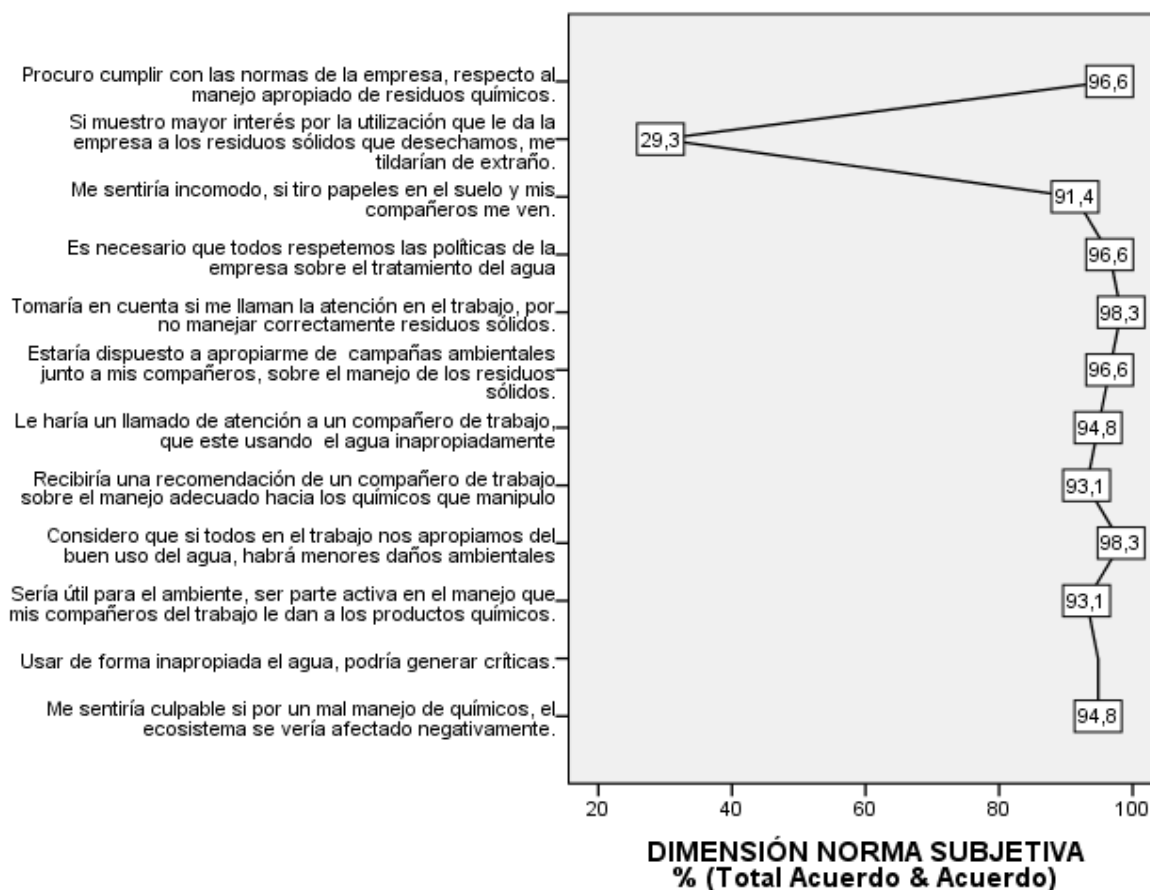 Procuro cumplir con las normas de la empresa, respecto al
manejo apropiado de residuos químicos.
96,6
Si muestro mayor interés por la utilización que le da la
empresa a los residuos sólidos que desechamos, me
tildarían de extraño.
29,3
Me sentiría incomodo, si tiro papeles en el suelo y mis
compañeros me ven.
91,4
Es necesario que todos respetemos las políticas de la
empresa sobre el tratamiento del agua
96,6
Tomaría en cuenta si me llaman la atención en el trabajo, por
no manejar correctamente residuos sólidos.
98,3
Estaría dispuesto a apropiarme de campañas ambientales
junto a mis compañeros, sobre el manejo de los residuos
sólidos.
96,6
Le haría un llamado de atención a un compañero de trabajo,
que este usando el agua inapropiadamente
94,8
Recibiría una recomendación de un compañero de trabajo
sobre el manejo adecuado hacia los químicos que manipulo
93,1
Considero que si todos en el trabajo nos apropiamos del
buen uso del agua, habrá menores daños ambientales
98,3
Sería útil para el ambiente, ser parte activa en el manejo que
mis compañeros del trabajo le dan a los productos químicos.
93,1
Usar de forma inapropiada el agua, podría generar críticas.
Me sentiría culpable si por un mal manejo de químicos, el
ecosistema se vería afectado negativamente.
94,8
20 40 60 80 100
DIMENSIÓN NORMA SUBJETIVA
% (Total Acuerdo & Acuerdo)